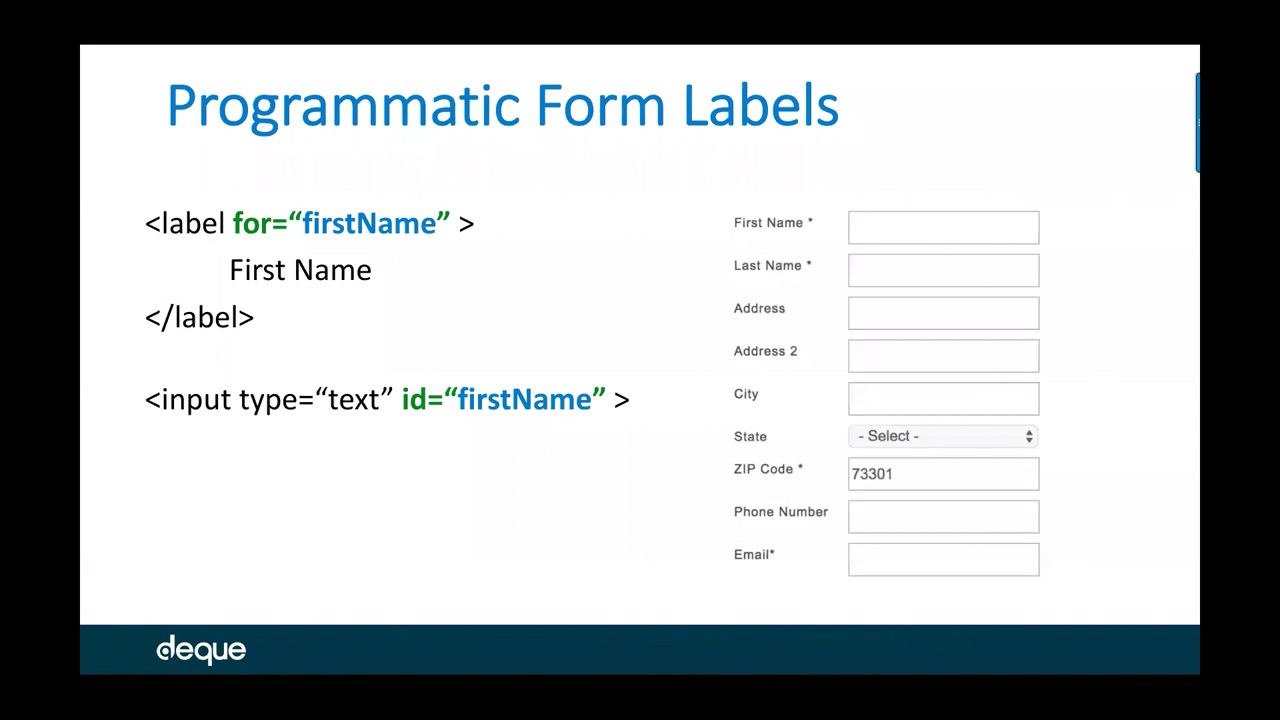 Programmatic Form Labels
<label for=“firstName” >
First Name
</label>
<input type=“text” id=“firstName” >
First Name *
Last Name *
Address
Address 2
City
State - Select -
ZIP Code * 73301
Phone Number
Email*
deque